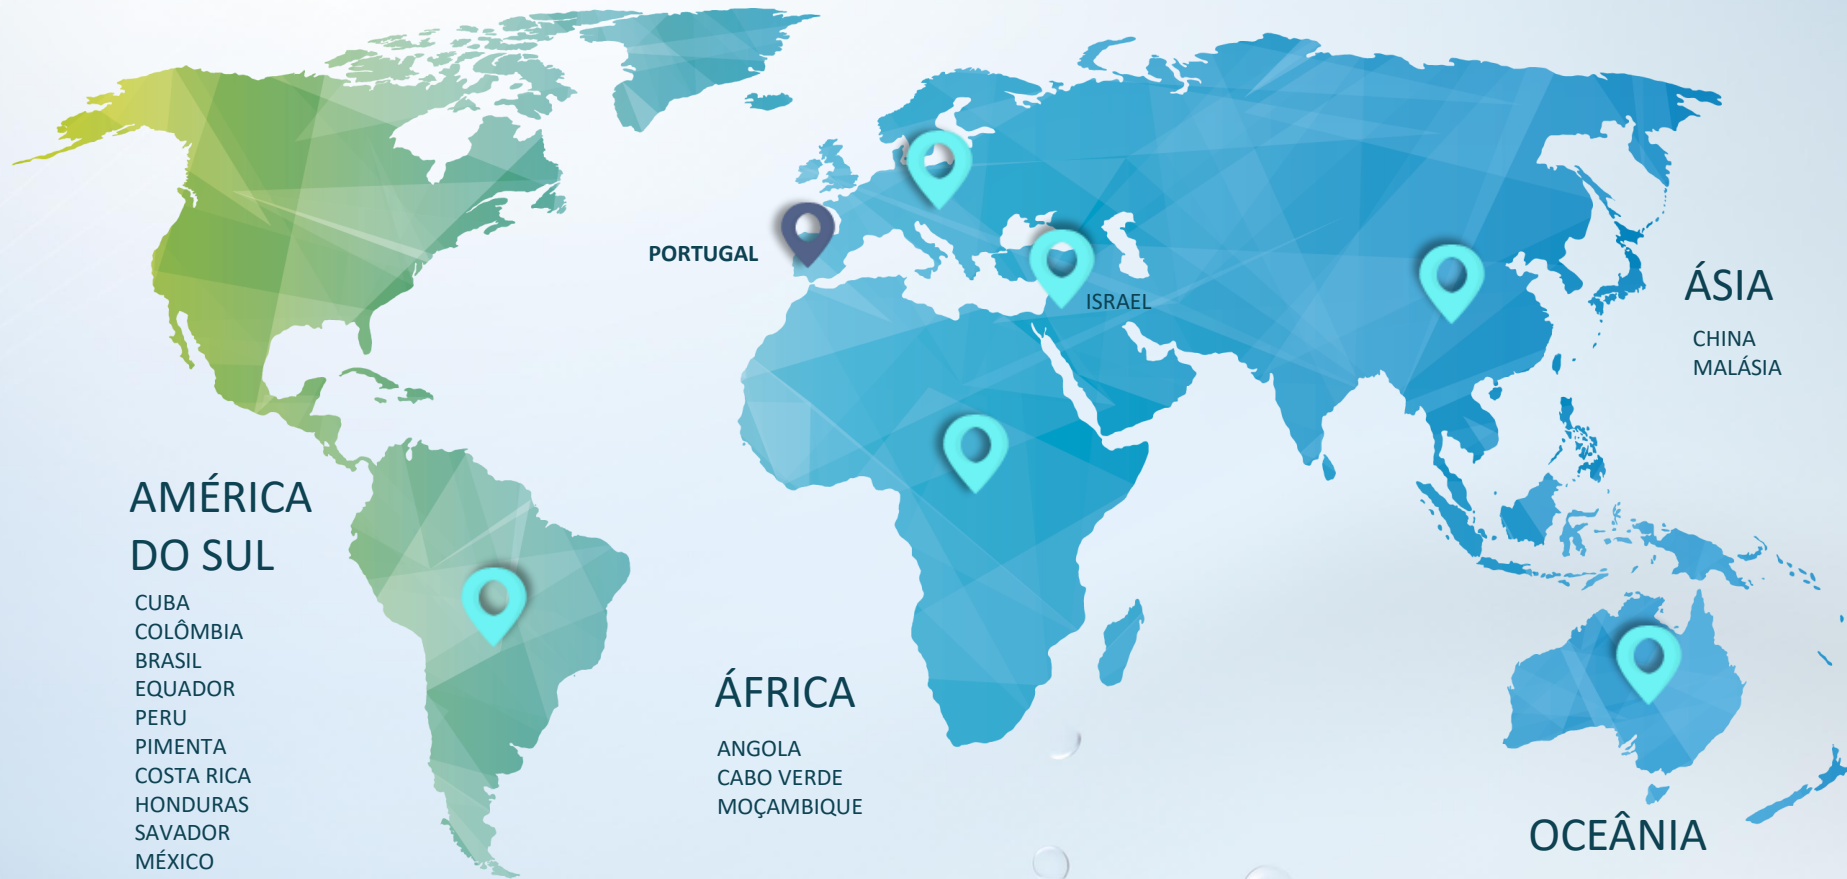 PORTUGAL
ISRAEL
ÁSIA
CHINA
MALÁSIA
AMÉRICA
DO SUL
CUBA
COLÔMBIA
BRASIL
EQUADOR
PERU
PIMENTA
COSTA RICA
HONDURAS
SAVADOR
MÉXICO
ÁFRICA
ANGOLA
CABO VERDE
MOÇAMBIQUE
OCEÂNIA